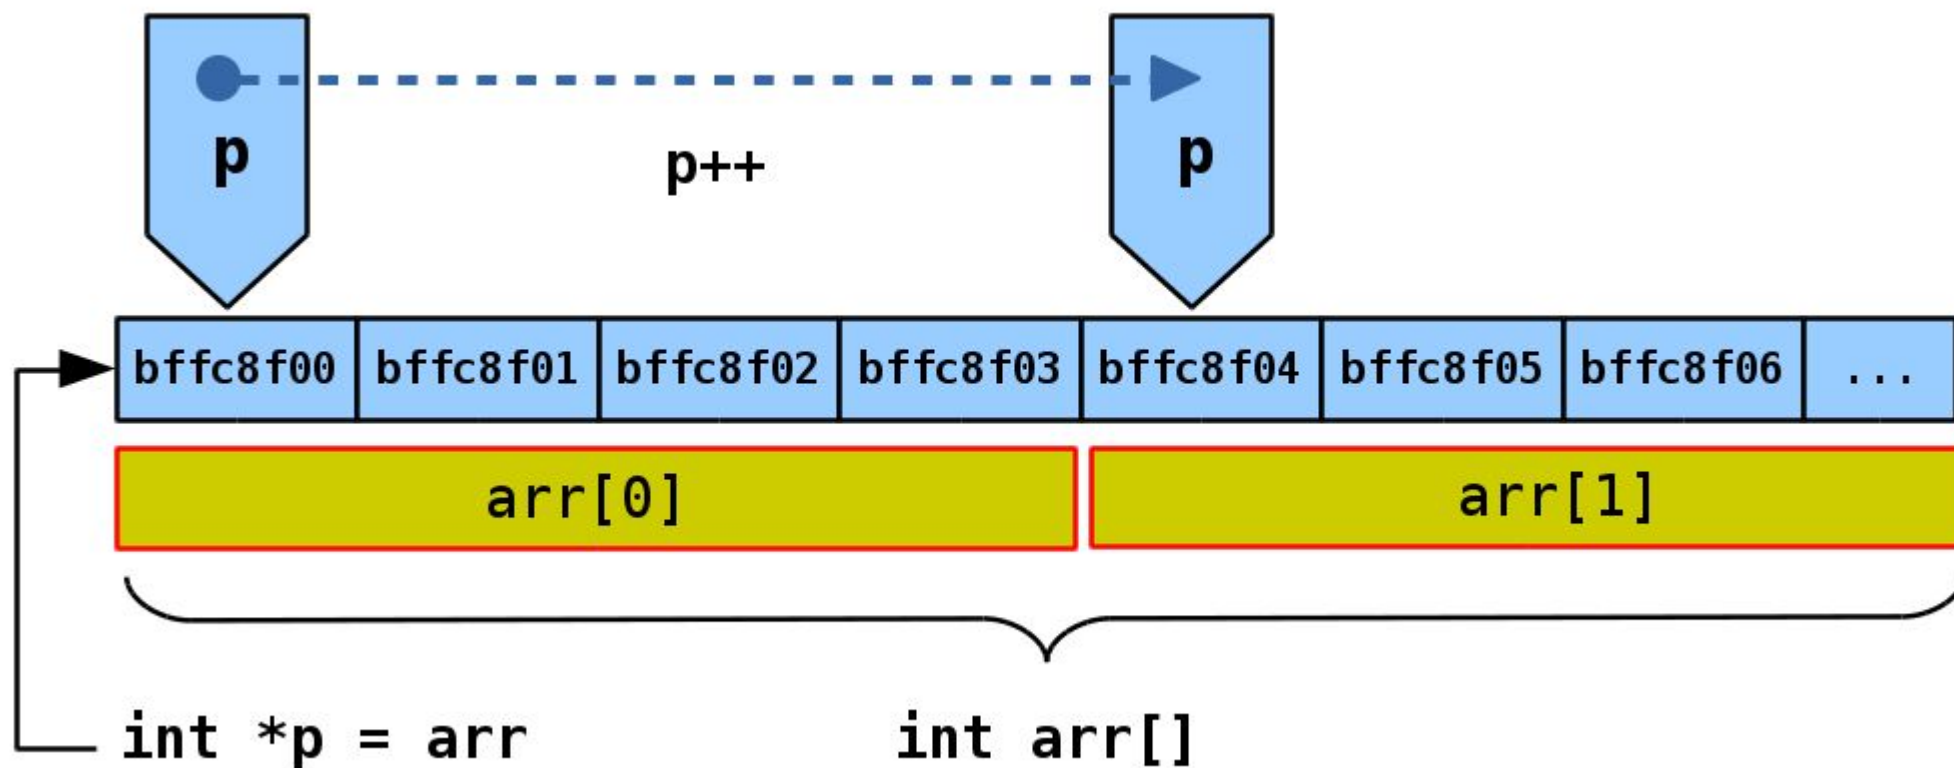 p
p++
p
bffc8f00 bffc8f01 bffc8f02 bffc8f03 bffc8f04 bffc8f05 bffc8f06 ...
arr[0] arr[1]
int *p = arr
int arr[]